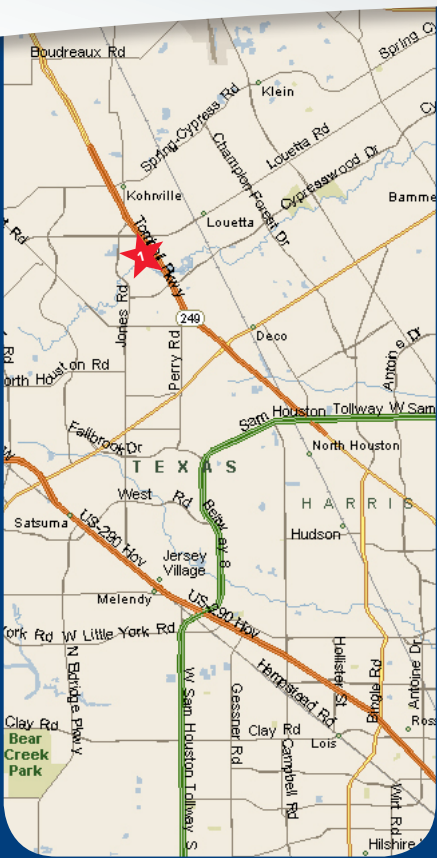 Boudreaux Rd
Spring C
Klein
Spring-Cypress Rd
Louetta Rd
Cy
Champion Forest Dr
Cypresswood Dr
Kohrville
Bamme
Louetta
Tomball Pkwy
1
t Rd
249
Jones Rd
Perry Rd
Deco
Antoine Dr
Rd
orth Houston Rd
Sam Houston Tollway W Sam
Fallbrook Dr
North Houston
W
TEXAS
West Rd
Beltway 8
HARRIS
Satsuma
US-290 Hov
Hudson
Jersey
Village
Melendy
US-290 Hov
ork Rd W Little York Rd
N Eldridge Pkwy
Hempstead Rd
Hollister St
Bingle Rd
Antoine Dr
W Sam Houston Tollway S
Gessner Rd
Clay Rd
Clay Rd
Ross
Bear
Creek
Park
Lois
Campbell Rd
Wirt Rd
Hilshire